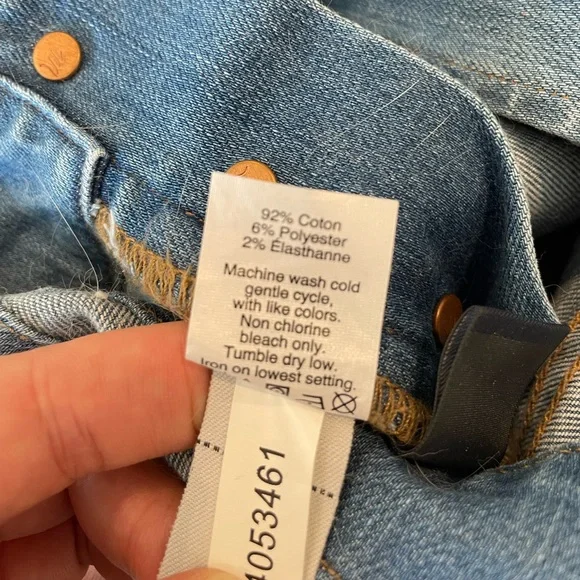 92% Cotton
6% Polyester
2% Elasthanne
Machine wash cold
gentle cycle,
with like colors.
Non chlorine
bleach only.
Tumble dry low.
Iron on lowest setting.
4053461